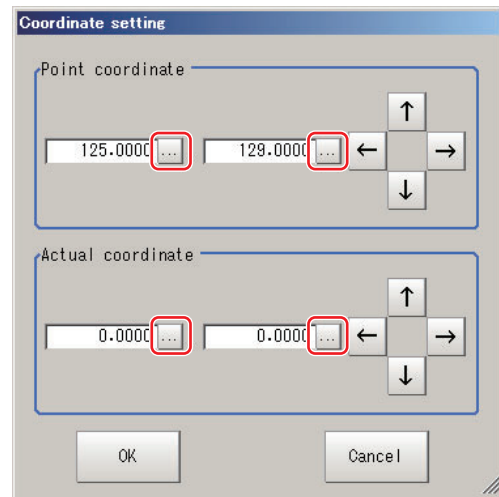 Coordinate setting
Point coordinate
125.0000 ... 129.0000 ...
↑
← →
↓
Actual coordinate
0.0000 ... 0.0000 ...
↑
← →
↓
OK Cancel